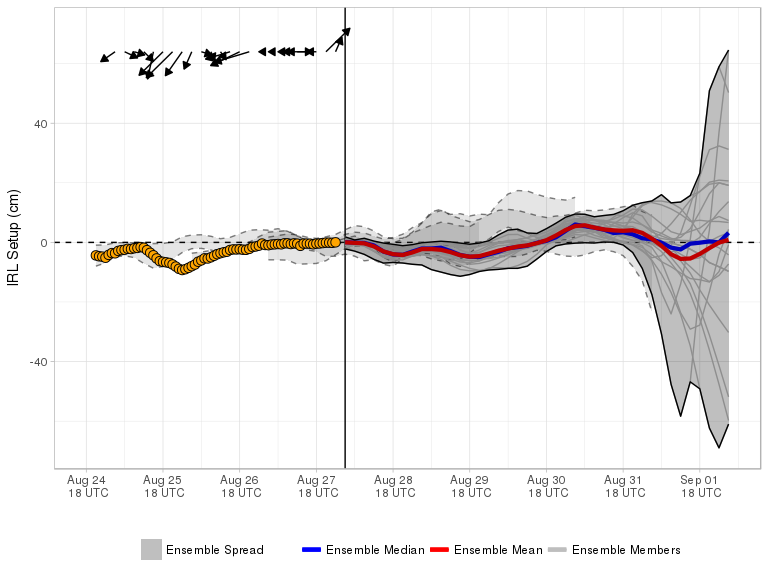 IRL Setup (cm)
40
0
-40
Aug 24 Aug 25 Aug 26 Aug 27 Aug 28 Aug 29 Aug 30 Aug 31 Sep 01
18 UTC 18 UTC 18 UTC 18 UTC 18 UTC 18 UTC 18 UTC 18 UTC 18 UTC
Ensemble Spread Ensemble Median Ensemble Mean Ensemble Members